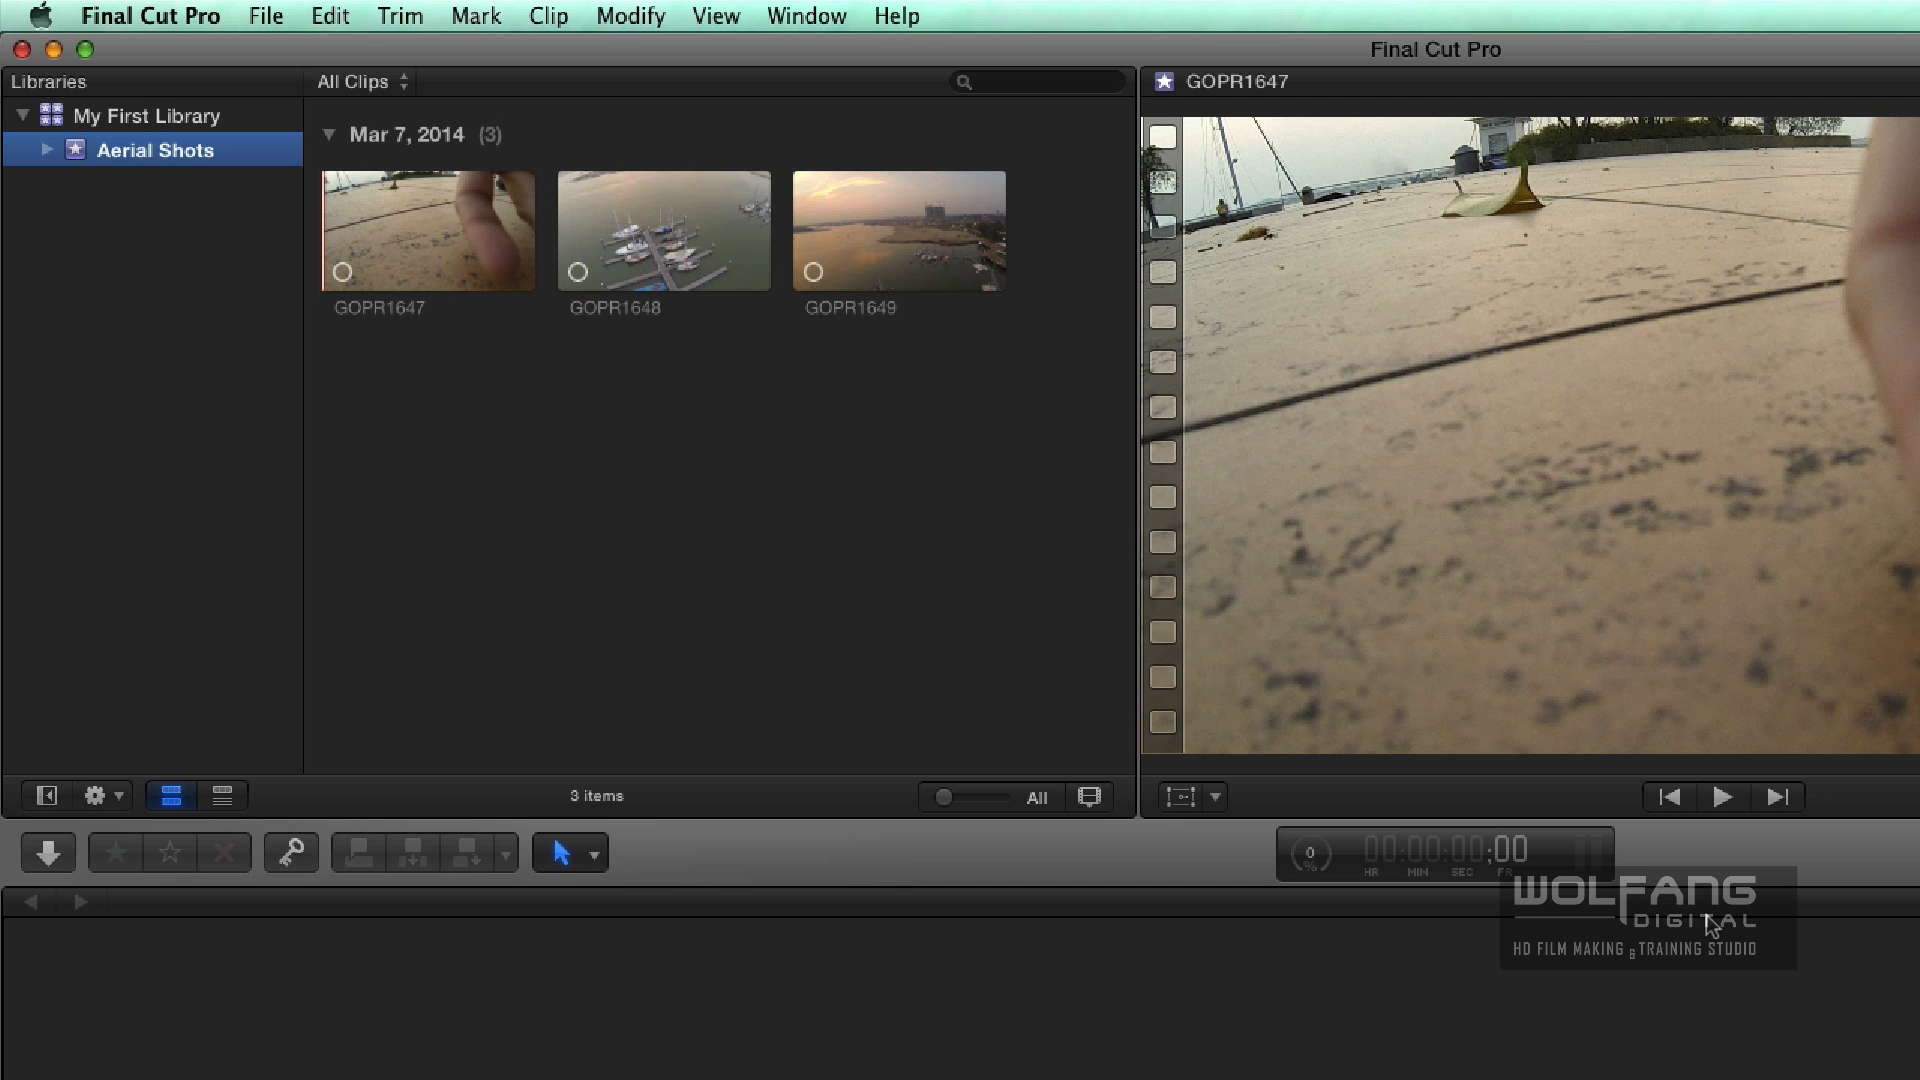 Final Cut Pro File Edit Trim Mark Clip Modify View Window Help
Final Cut Pro
Libraries
All Clips
GOPR1647
My First Library
Aerial Shots
Mar 7, 2014 (3)
GOPR1647
GOPR1648
GOPR1649
3 items
All
0
%
00:00:00;00
HR MIN SEC FR
WOLFANG
DIGITAL
HD FILM MAKING & TRAINING STUDIO